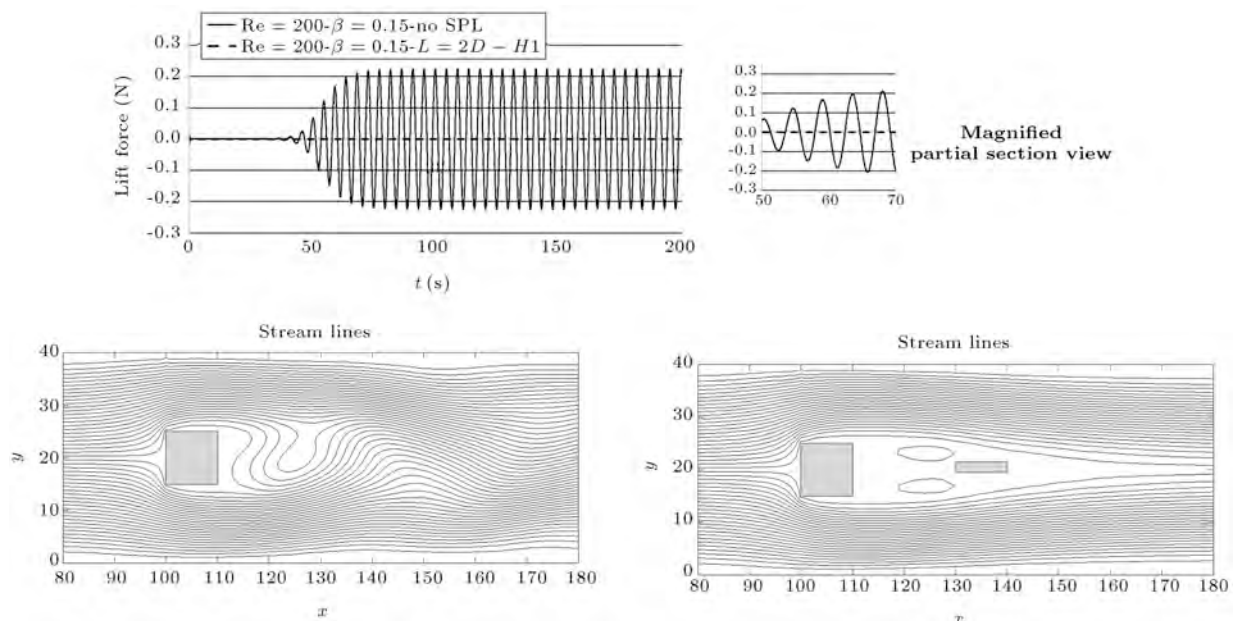 Re = 200-β = 0.15-no SPL
Re = 200-β = 0.15-L = 2D − H1
Lift force (N)
0.3
0.2
0.1
0.0
-0.1
-0.2
-0.3
0 50 100 150 200
t (s)
0.3
0.2
0.1
0.0
-0.1
-0.2
-0.3
50 60 70
Magnified
partial section view
Stream lines
y
40
30
20
10
0
80 90 100 110 120 130 140 150 160 170 180
x
Stream lines
y
40
30
20
10
0
80 90 100 110 120 130 140 150 160 170 180
x